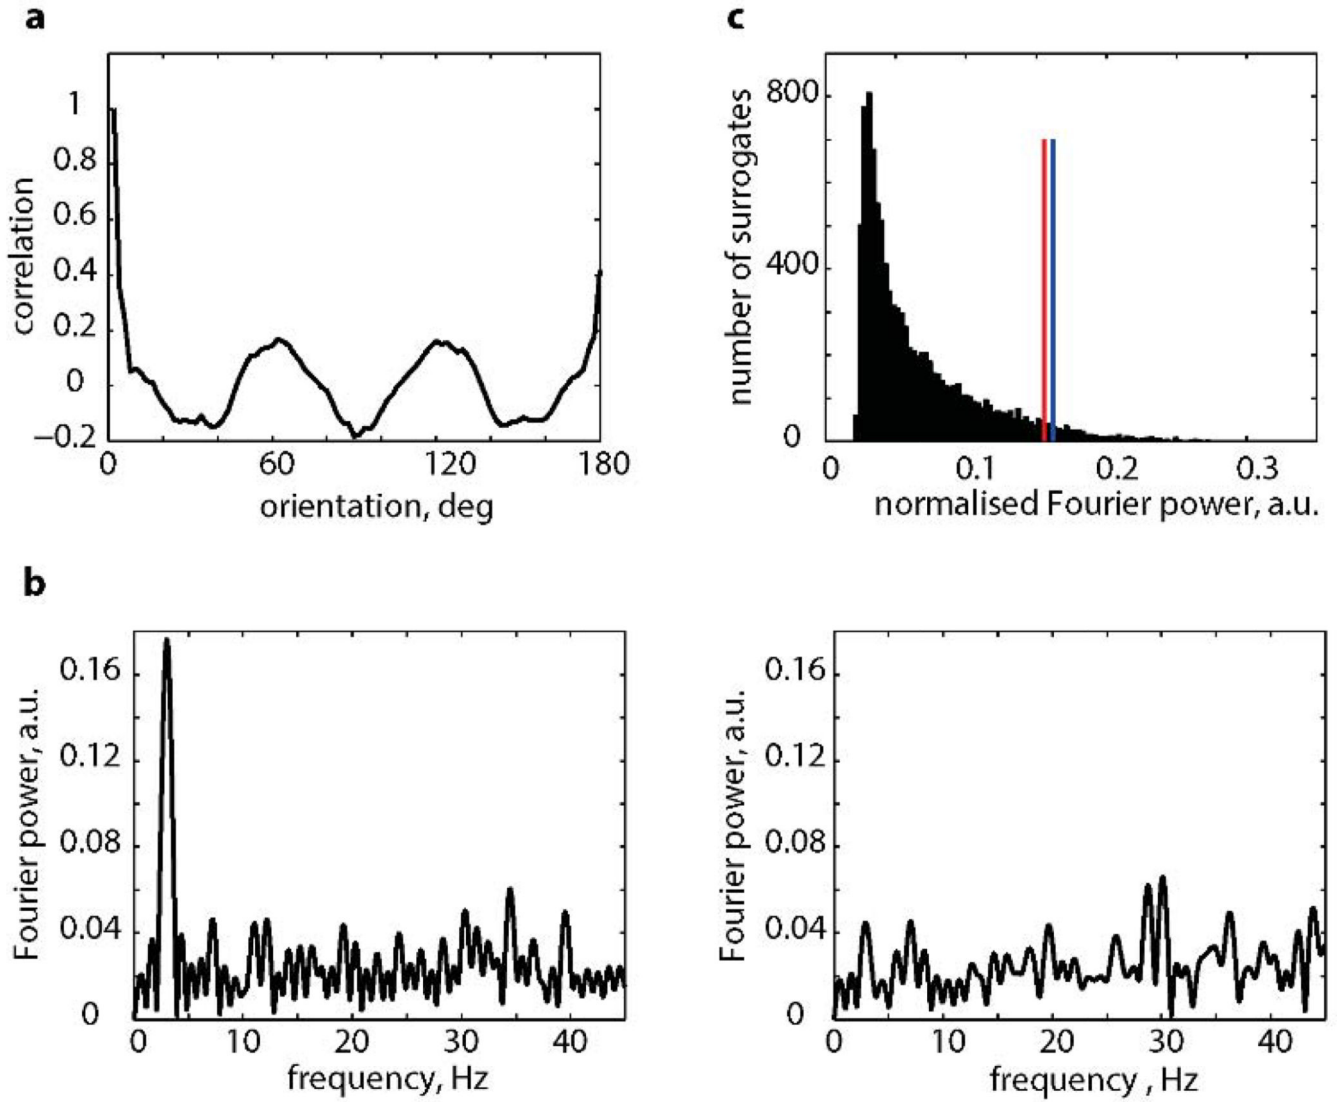 a
correlation
1
0.8
0.6
0.4
0.2
0
−0.2
0 60 120 180
orientation, deg
c
number of surrogates
800
400
0
0 0.1 0.2 0.3
normalised Fourier power, a.u.
b
Fourier power, a.u.
0.16
0.12
0.08
0.04
0
0 10 20 30 40
frequency, Hz
Fourier power, a.u.
0.16
0.12
0.08
0.04
0
0 10 20 30 40
frequency , Hz